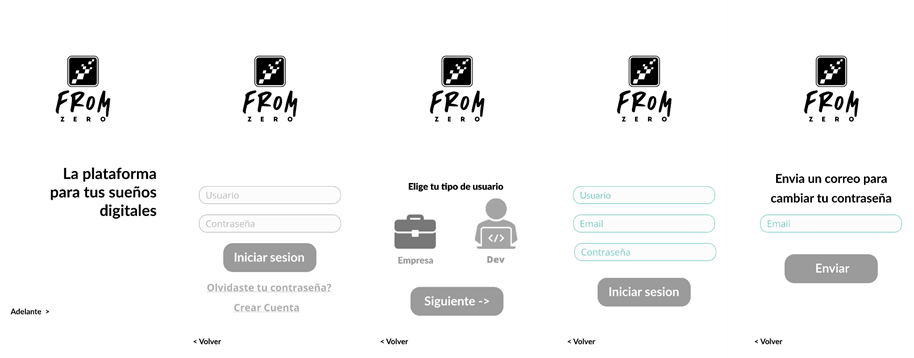 FROM
ZERO
La plataforma
para tus sueños
digitales
Adelante >
FROM
ZERO
Usuario
Contraseña
Iniciar sesion
Olvidaste tu contraseña?
Crear Cuenta
< Volver
FROM
ZERO
Elige tu tipo de usuario
</>
Empresa
Dev
Siguiente ->
< Volver
FROM
ZERO
Usuario
Email
Contraseña
Iniciar sesion
< Volver
FROM
ZERO
Envia un correo para
cambiar tu contraseña
Email
Enviar
< Volver